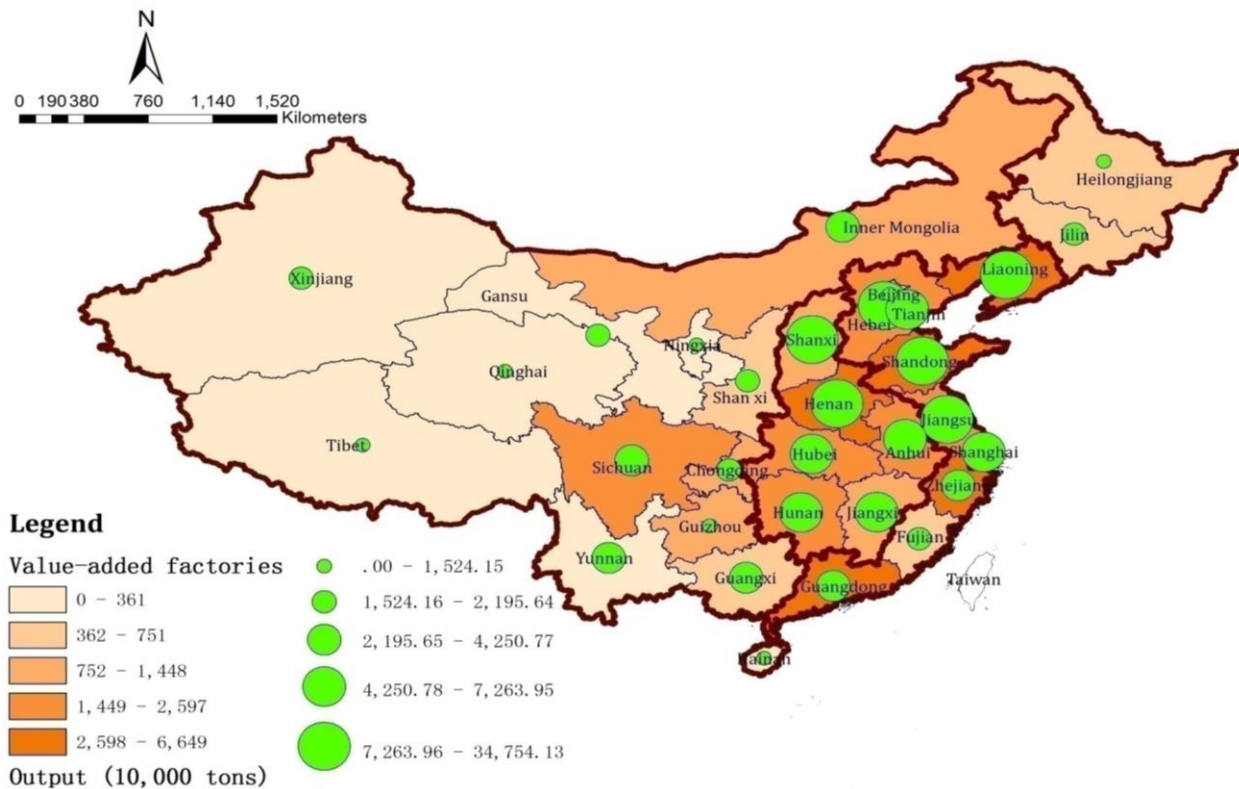 N
0 190 380 760 1,140 1,520
Kilometers
Heilongjiang
Inner Mongolia
Jilin
Xinjiang
Liaoning
Gansu
Beijing
Tianjin
Hebei
Shanxi
Ningxia
Shandong
Qinghai
Shan xi
Henan
Jiangsu
Tibet
Sichuan
Chongqing
Hubei
Anhui
Shanghai
Zhejiang
Hunan
Jiangxi
Guizhou
Fujian
Yunnan
Guangxi
Guangdong
Taiwan
Hainan
Legend
Value-added factories
0 - 361
362 - 751
752 - 1,448
1,449 - 2,597
2,598 - 6,649
Output (10,000 tons)
.00 - 1,524.15
1,524.16 - 2,195.64
2,195.65 - 4,250.77
4,250.78 - 7,263.95
7,263.96 - 34,754.13